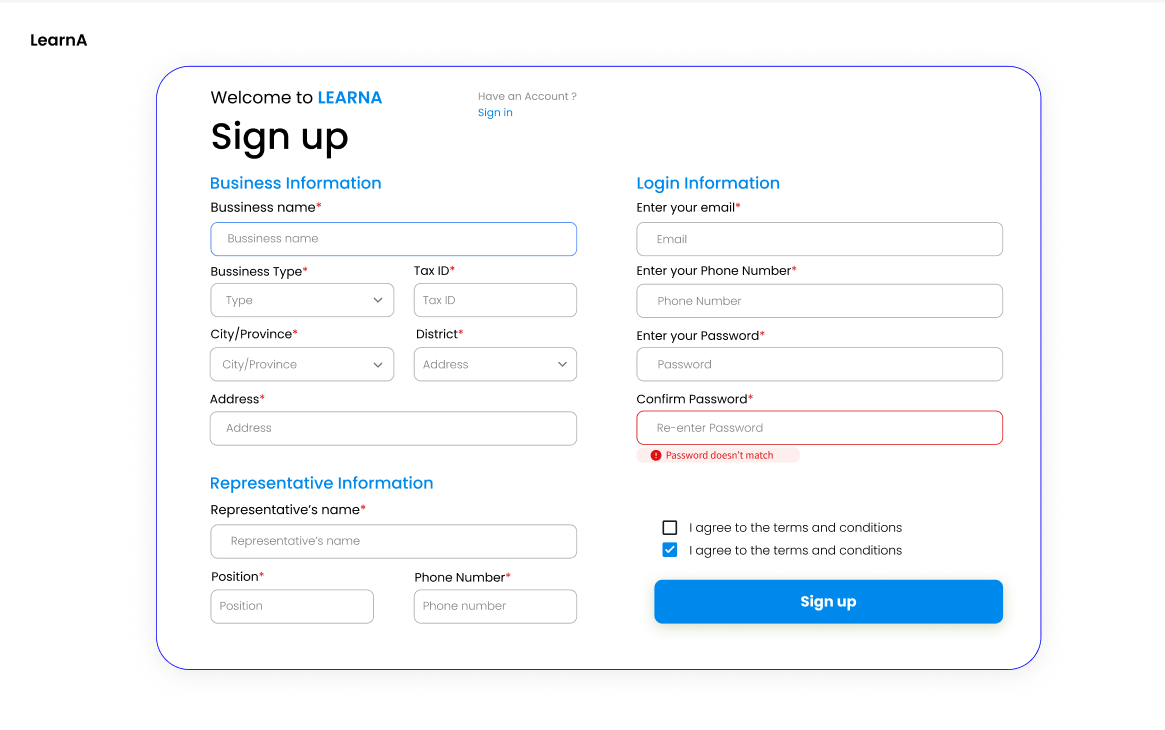 LearnA
Welcome to LEARNA
Have an Account ?
Sign in
Sign up
Business Information
Bussiness name*
Bussiness name
Bussiness Type*
Tax ID*
Type
Tax ID
City/Province*
District*
City/Province
Address
Address*
Address
Representative Information
Representative's name*
Representative's name
Position*
Phone Number*
Position
Phone number
Login Information
Enter your email*
Email
Enter your Phone Number*
Phone Number
Enter your Password*
Password
Confirm Password*
Re-enter Password
Password doesn't match
I agree to the terms and conditions
I agree to the terms and conditions
Sign up